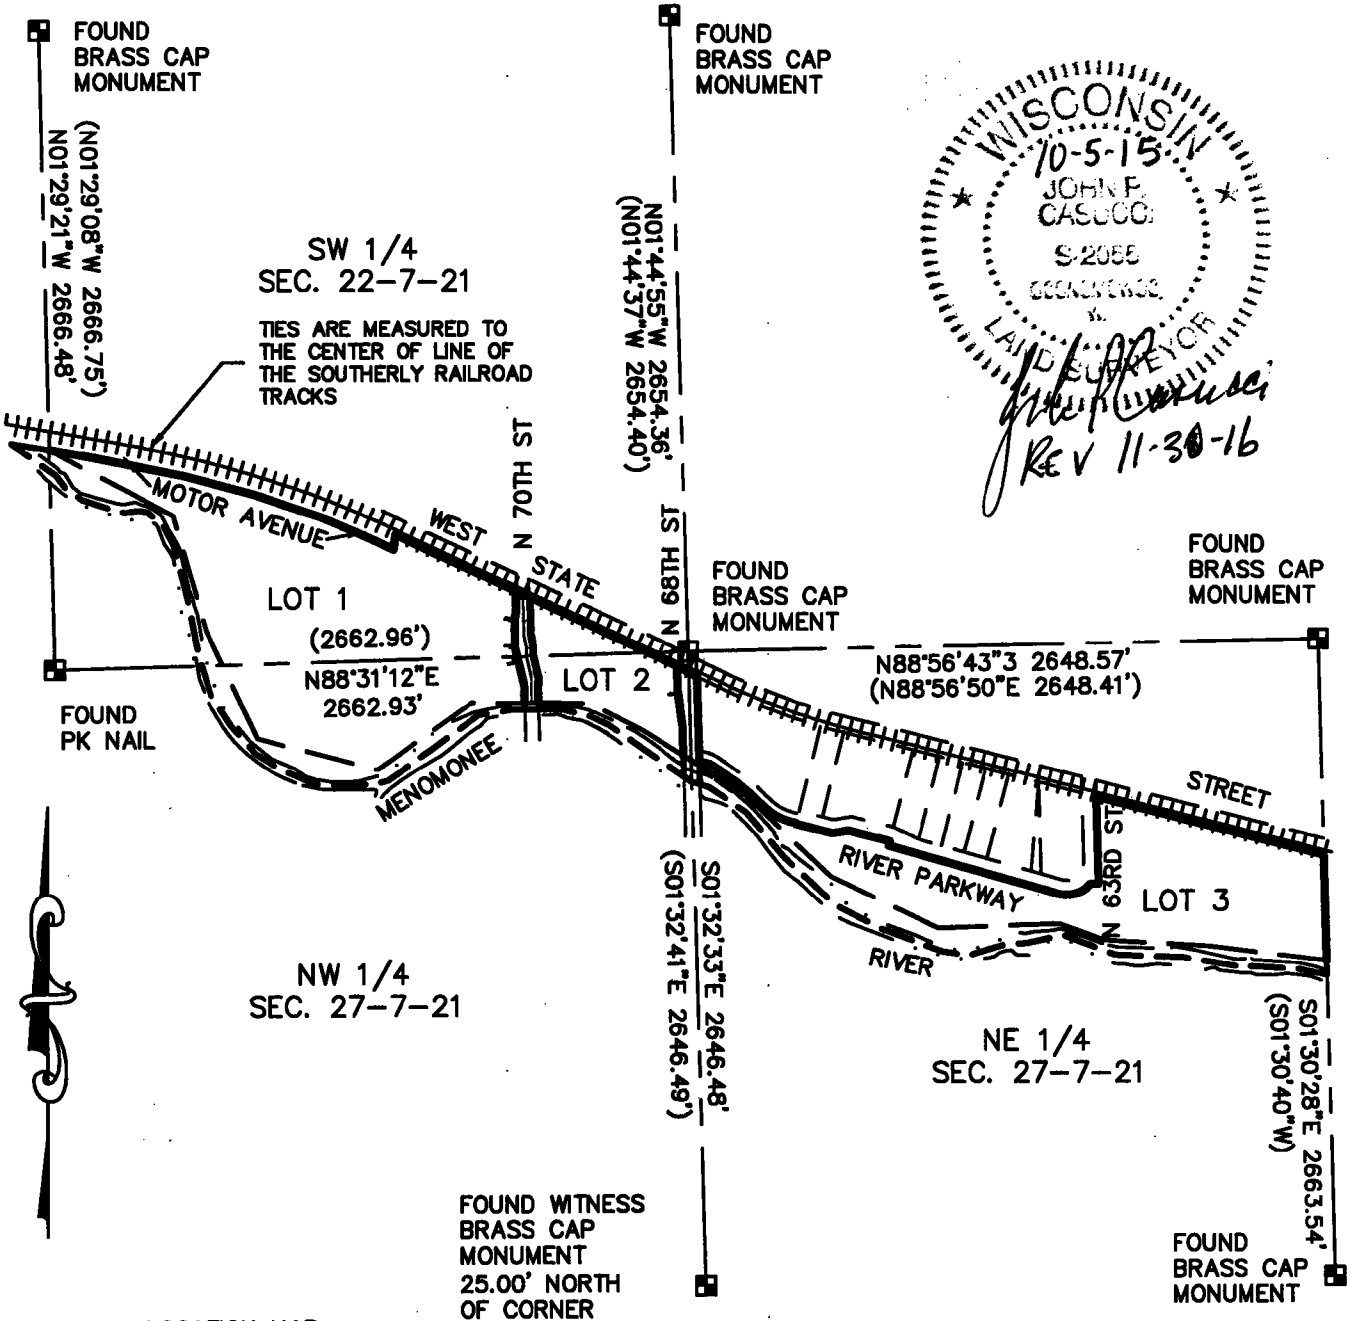 FOUND
BRASS CAP
MONUMENT
FOUND
BRASS CAP
MONUMENT
WISCONSIN
10-5-15
JOHN P.
CASUCCI
S-2055
LAND SURVEYOR
REV 11-30-16
(N01°29'08"W 2666.75')
N01°29'21"W 2666.48'
SW 1/4
SEC. 22-7-21
TIES ARE MEASURED TO
THE CENTER OF LINE OF
THE SOUTHERLY RAILROAD
TRACKS
N01°44'55"W 2654.36'
(N01°44'37"W 2654.40')
MOTOR AVENUE
WEST
STATE
STREET
N 70TH ST
N 68TH ST
FOUND
BRASS CAP
MONUMENT
FOUND
BRASS CAP
MONUMENT
LOT 1
(2662.96')
N88°31'12"E
2662.93'
LOT 2
N88°56'43"3 2648.57'
(N88°56'50"E 2648.41')
FOUND
PK NAIL
MENOMONEE
RIVER PARKWAY
N 63RD ST
LOT 3
RIVER
NW 1/4
SEC. 27-7-21
S01°32'33"E 2646.48'
(S01°32'41"E 2646.49')
NE 1/4
SEC. 27-7-21
S01°30'28"E 2663.54'
(S01°30'40"W)
FOUND WITNESS
BRASS CAP
MONUMENT
25.00' NORTH
OF CORNER
FOUND
BRASS CAP
MONUMENT